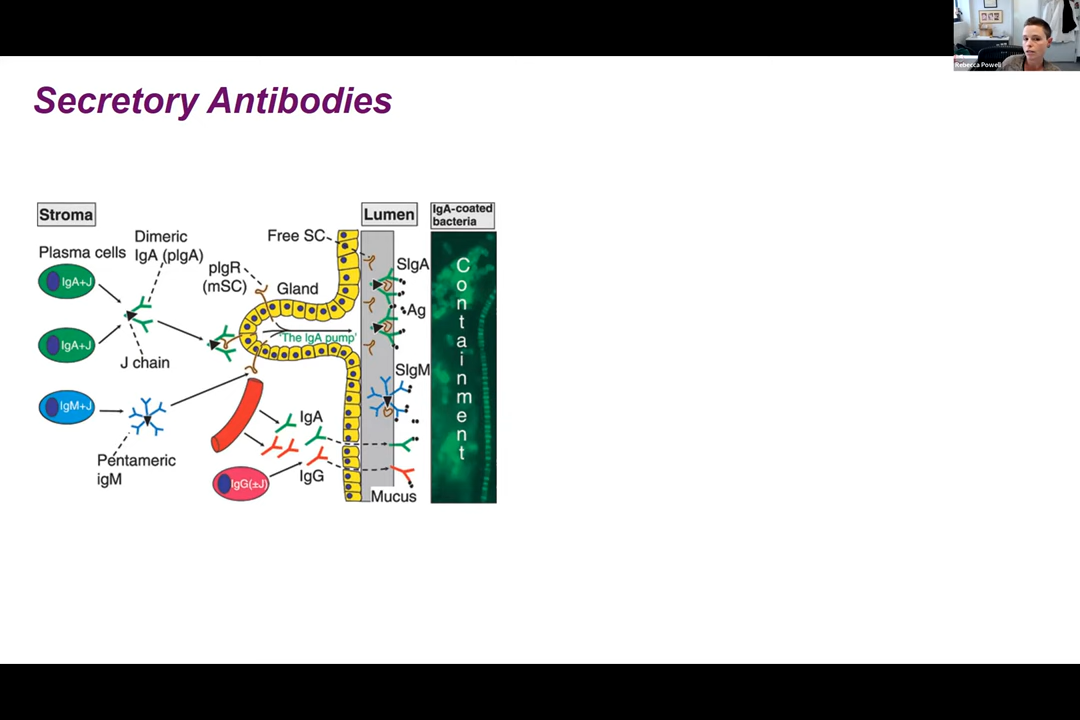 Rebecca Powell
Secretory Antibodies
Stroma
Lumen
IgA-coated
bacteria
Plasma cells
Dimeric
IgA (pIgA)
Free SC
pIgR
(mSC)
Gland
SIgA
IgA+J
Ag
'The IgA pump'
IgA+J
J chain
SIgM
IgM+J
IgA
Pentameric
igM
IgG
IgG(±J)
Mucus
C
o
n
t
a
i
n
m
e
n
t